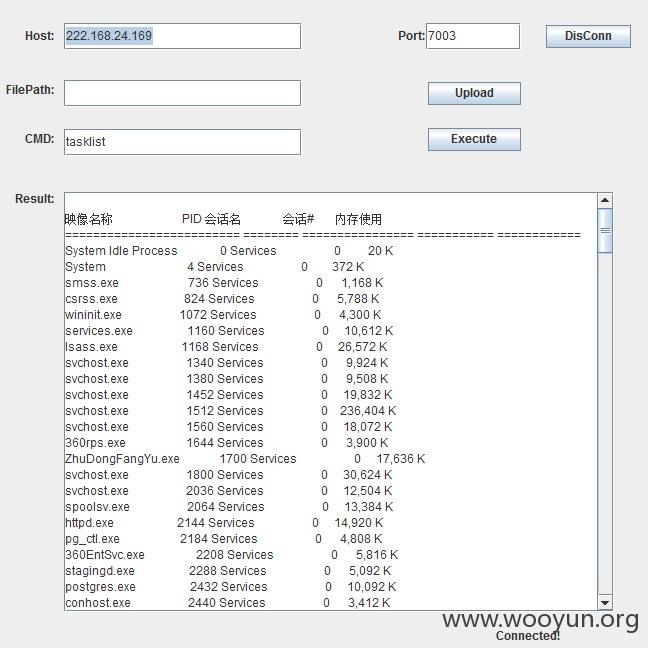 Host: 222.168.24.169 Port: 7003 DisConn
FilePath: Upload
CMD: tasklist Execute
Result:
映像名称 PID 会话名 会话# 内存使用
========================= ======== ================ =========== ============
System Idle Process 0 Services 0 20 K
System 4 Services 0 372 K
smss.exe 736 Services 0 1,168 K
csrss.exe 824 Services 0 5,788 K
wininit.exe 1072 Services 0 4,300 K
services.exe 1160 Services 0 10,612 K
lsass.exe 1168 Services 0 26,572 K
svchost.exe 1340 Services 0 9,924 K
svchost.exe 1380 Services 0 9,508 K
svchost.exe 1452 Services 0 19,832 K
svchost.exe 1512 Services 0 236,404 K
svchost.exe 1560 Services 0 18,072 K
360rps.exe 1644 Services 0 3,900 K
ZhuDongFangYu.exe 1700 Services 0 17,636 K
svchost.exe 1800 Services 0 30,624 K
svchost.exe 2036 Services 0 12,504 K
spoolsv.exe 2064 Services 0 13,384 K
httpd.exe 2144 Services 0 14,920 K
pg_ctl.exe 2184 Services 0 4,808 K
360EntSvc.exe 2208 Services 0 5,816 K
stagingd.exe 2288 Services 0 5,092 K
postgres.exe 2432 Services 0 10,092 K
conhost.exe 2440 Services 0 3,412 K
www.wooyun.org
Connected!